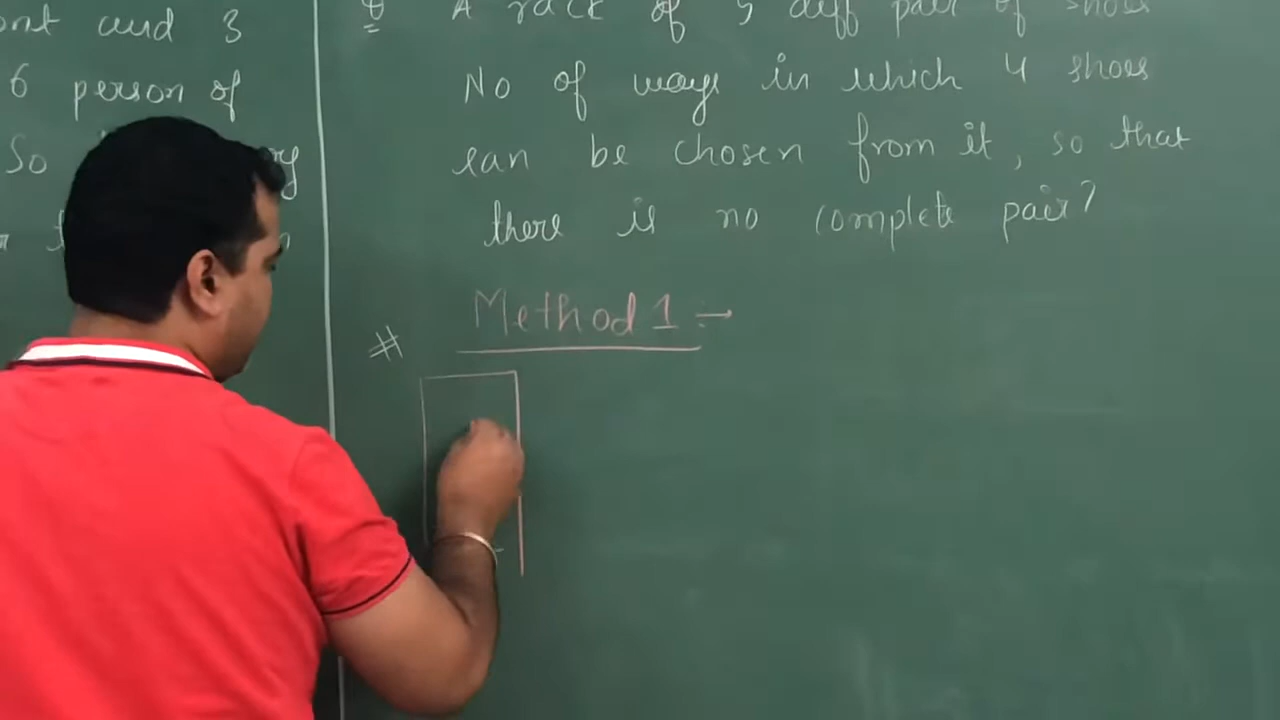 ont and 3
6 person of
So
Q A rack of 5 diff pair of shoes
No of ways in which 4 shoes
can be chosen from it, so that
there is no complete pair?
# Method 1 :→